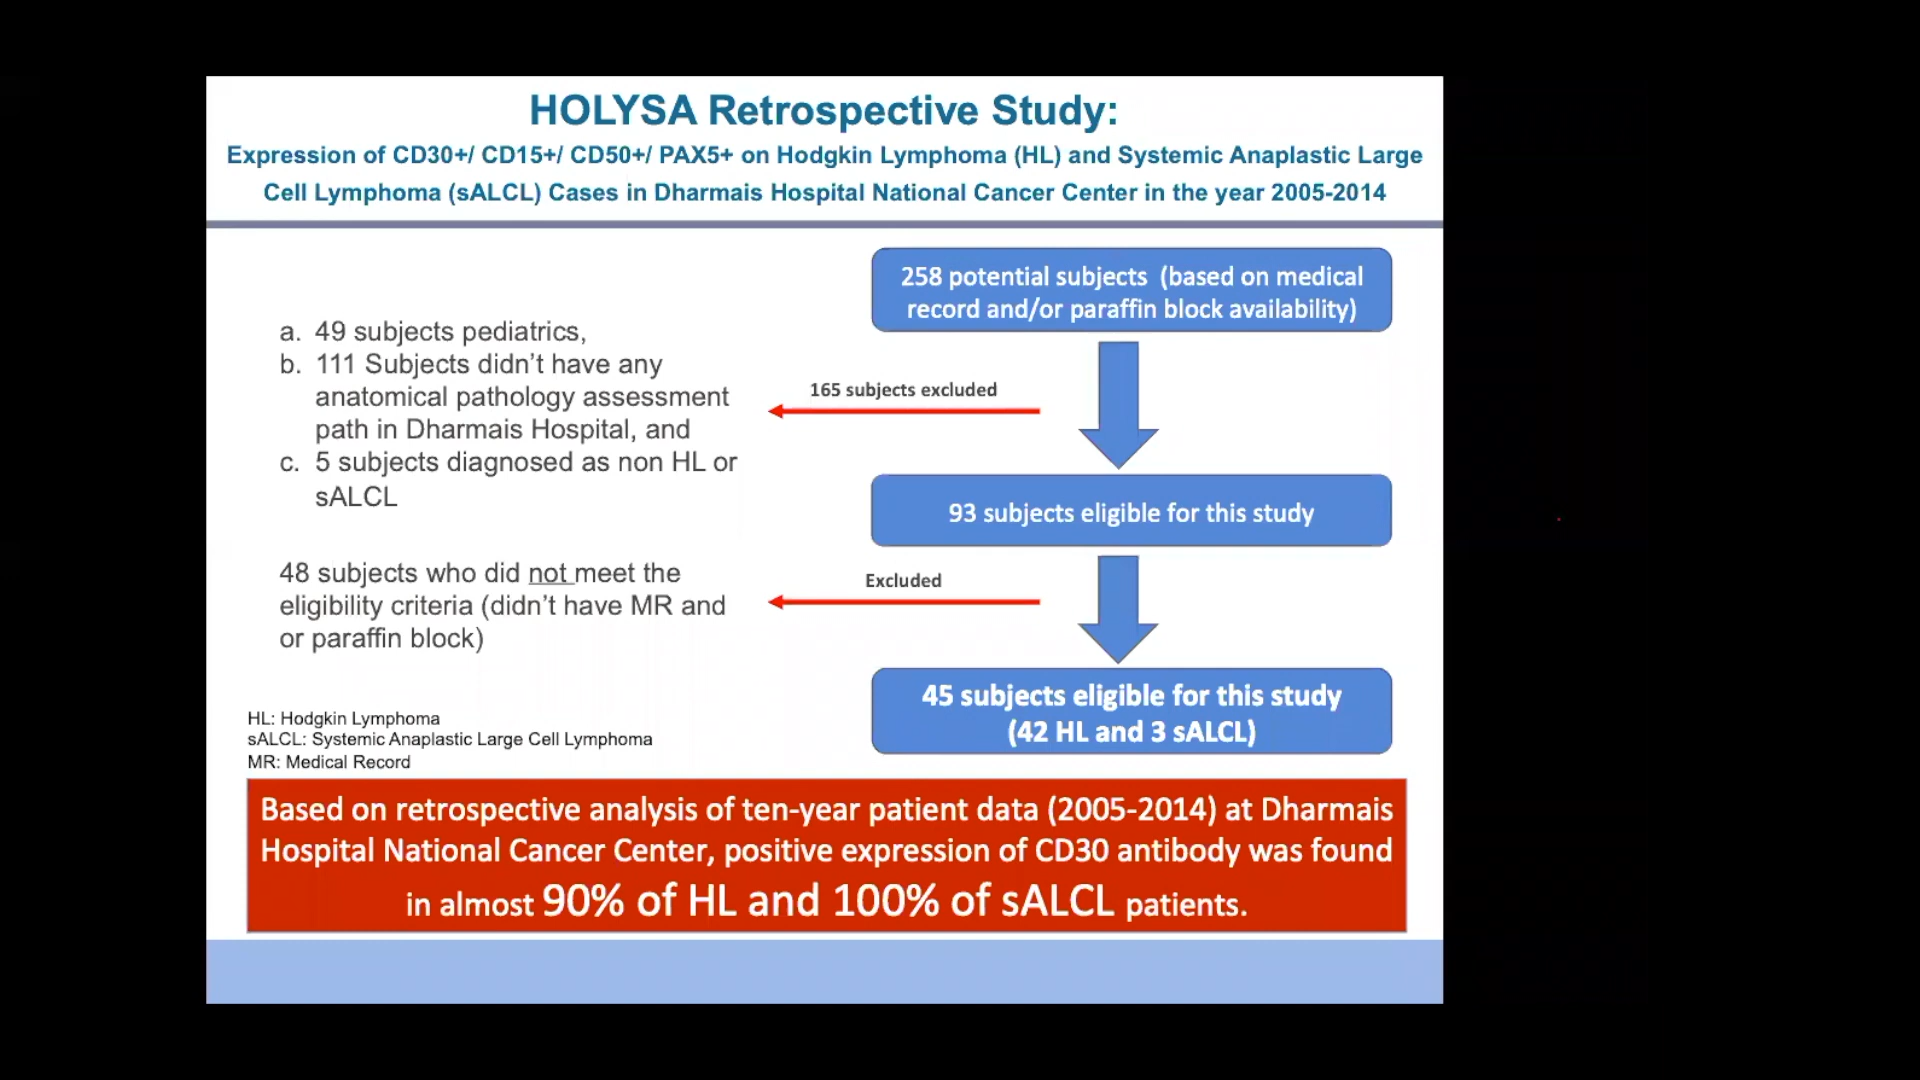 HOLYSA Retrospective Study:
Expression of CD30+/ CD15+/ CD50+/ PAX5+ on Hodgkin Lymphoma (HL) and Systemic Anaplastic Large
Cell Lymphoma (sALCL) Cases in Dharmais Hospital National Cancer Center in the year 2005-2014
258 potential subjects (based on medical
record and/or paraffin block availability)
a. 49 subjects pediatrics,
b. 111 Subjects didn't have any
anatomical pathology assessment
path in Dharmais Hospital, and
c. 5 subjects diagnosed as non HL or
sALCL
165 subjects excluded
93 subjects eligible for this study
48 subjects who did not meet the
eligibility criteria (didn't have MR and
or paraffin block)
Excluded
45 subjects eligible for this study
(42 HL and 3 sALCL)
HL: Hodgkin Lymphoma
sALCL: Systemic Anaplastic Large Cell Lymphoma
MR: Medical Record
Based on retrospective analysis of ten-year patient data (2005-2014) at Dharmais
Hospital National Cancer Center, positive expression of CD30 antibody was found
in almost 90% of HL and 100% of sALCL patients.